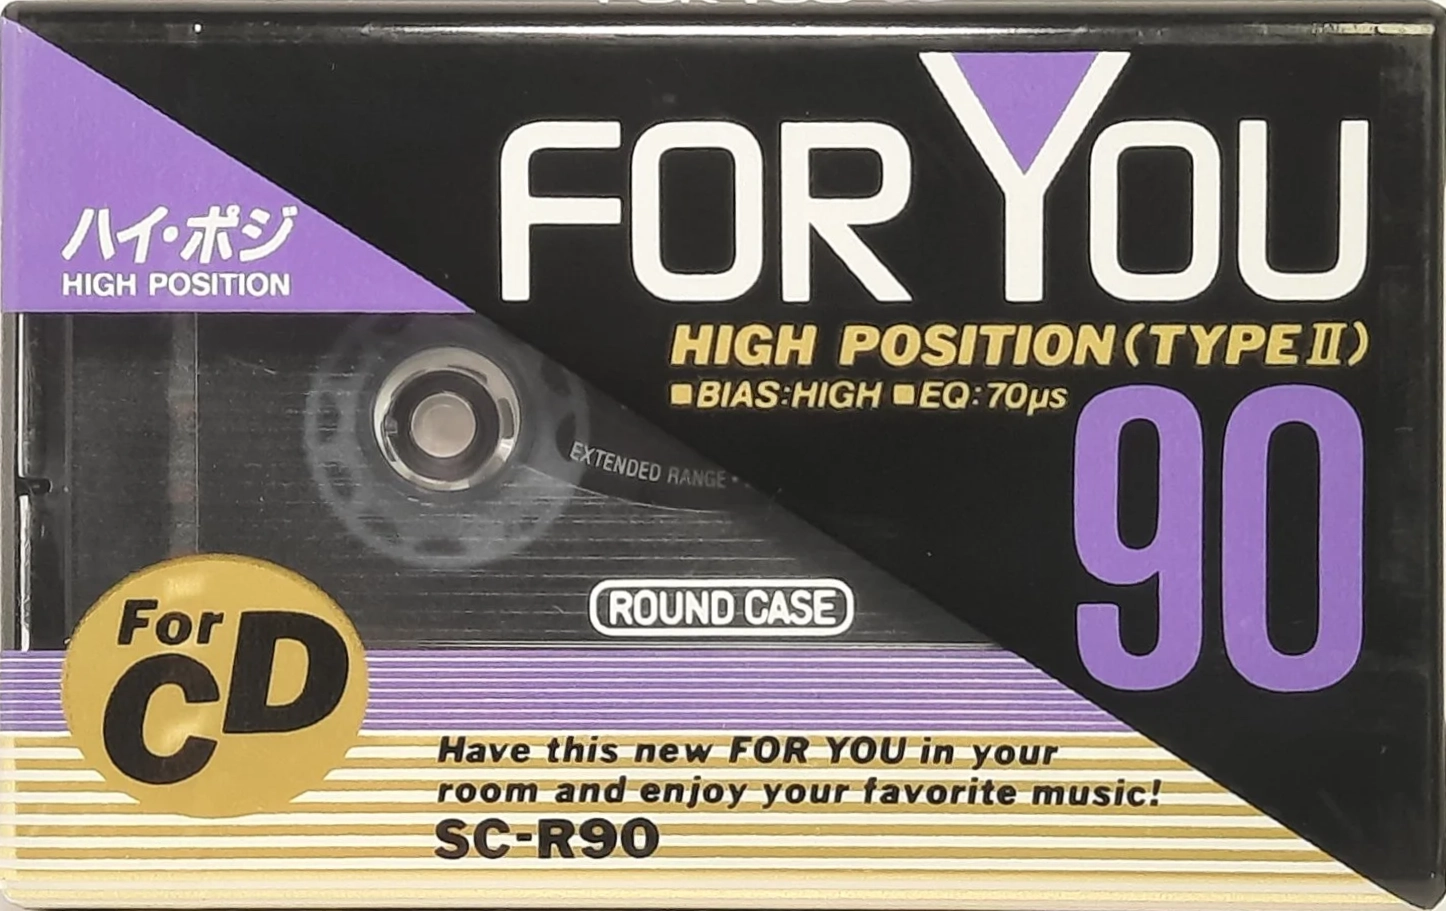 FOR YOU
ハイ・ポジ
HIGH POSITION
HIGH POSITION (TYPE II)
■BIAS:HIGH ■EQ:70μs
90
EXTENDED RANGE •
ROUND CASE
For
CD
Have this new FOR YOU in your
room and enjoy your favorite music!
SC-R90